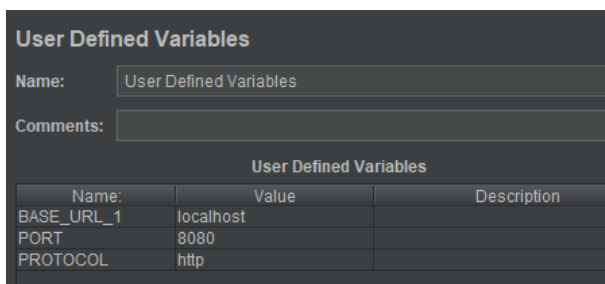 User Defined Variables
Name: User Defined Variables
Comments:
User Defined Variables
Name: Value Description
BASE_URL_1 localhost
PORT 8080
PROTOCOL http